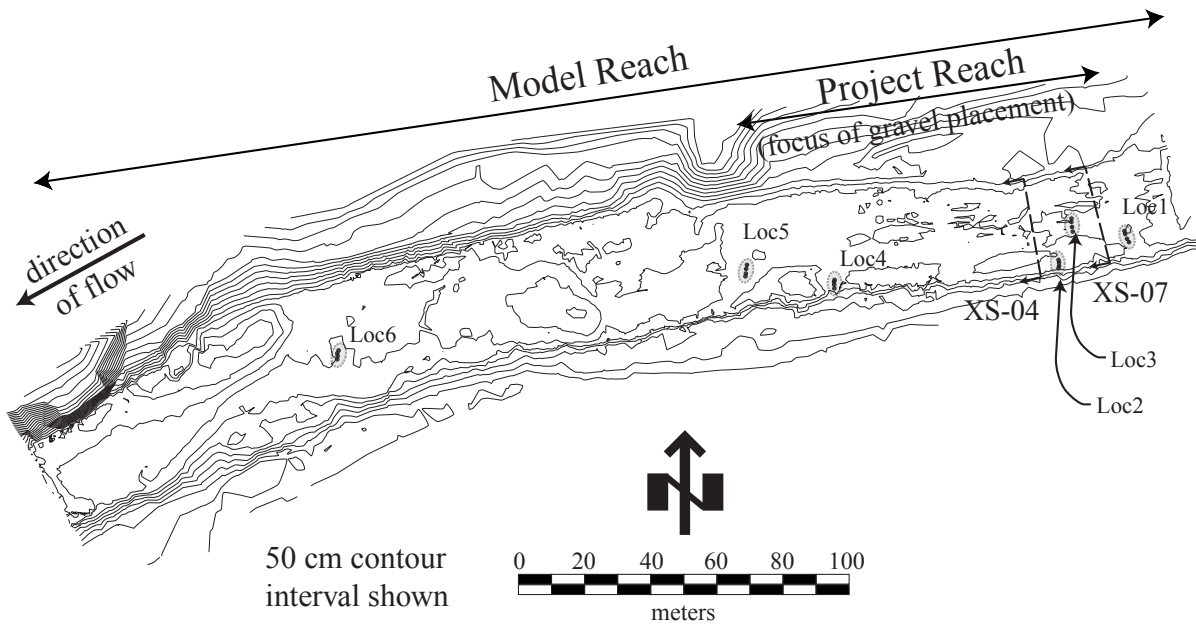 Model Reach
Project Reach
(focus of gravel placement)
direction
of flow
Loc1
Loc5
Loc4
XS-04
XS-07
Loc6
Loc3
Loc2
N
50 cm contour
interval shown
0 20 40 60 80 100
meters